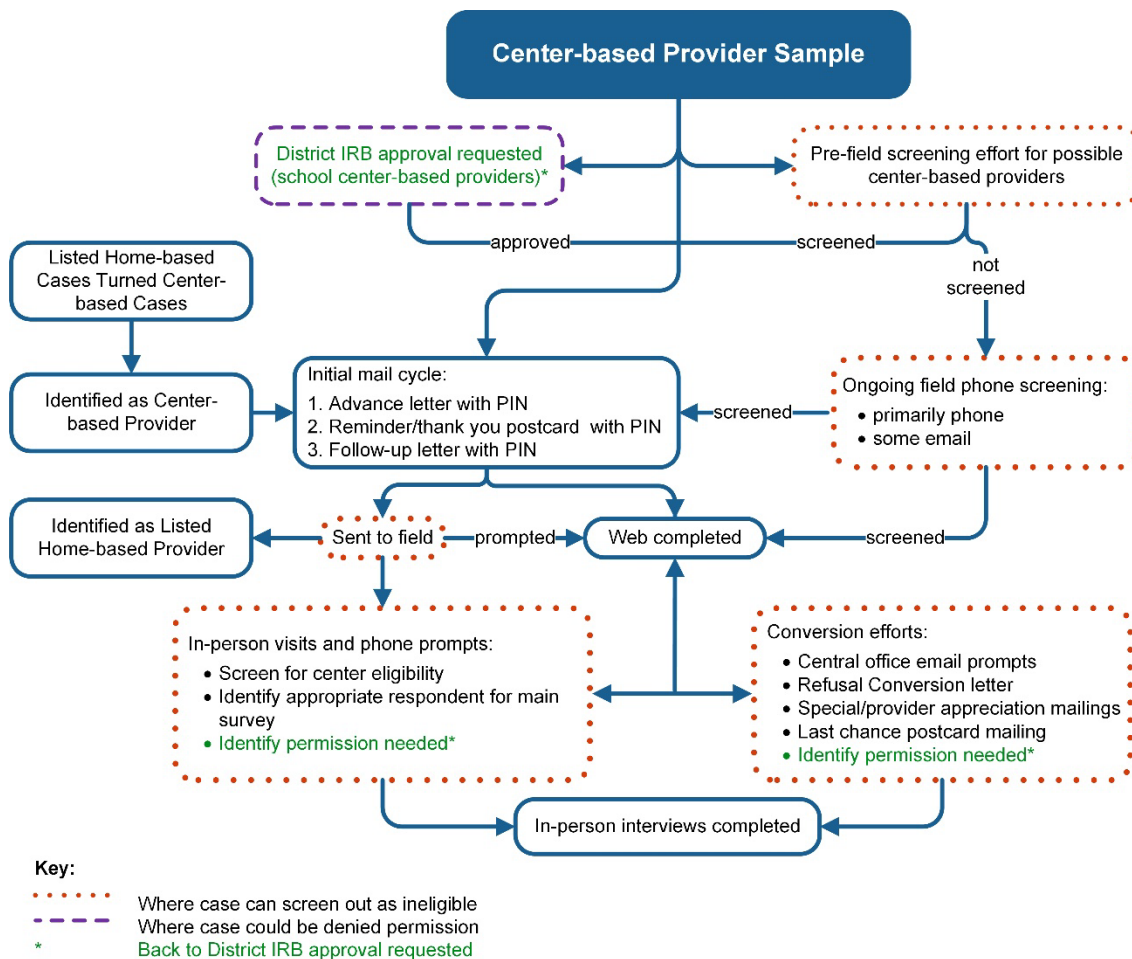 Center-based Provider Sample
District IRB approval requested
(school center-based providers)*
Pre-field screening effort for possible
center-based providers
approved
screened
not
screened
Listed Home-based
Cases Turned Center-
based Cases
Identified as Center-
based Provider
Initial mail cycle:
1. Advance letter with PIN
2. Reminder/thank you postcard with PIN
3. Follow-up letter with PIN
screened
Ongoing field phone screening:
• primarily phone
• some email
Identified as Listed
Home-based Provider
Sent to field
prompted
Web completed
screened
In-person visits and phone prompts:
• Screen for center eligibility
• Identify appropriate respondent for main
survey
• Identify permission needed*
Conversion efforts:
• Central office email prompts
• Refusal Conversion letter
• Special/provider appreciation mailings
• Last chance postcard mailing
• Identify permission needed*
In-person interviews completed
Key:
Where case can screen out as ineligible
Where case could be denied permission
* Back to District IRB approval requested